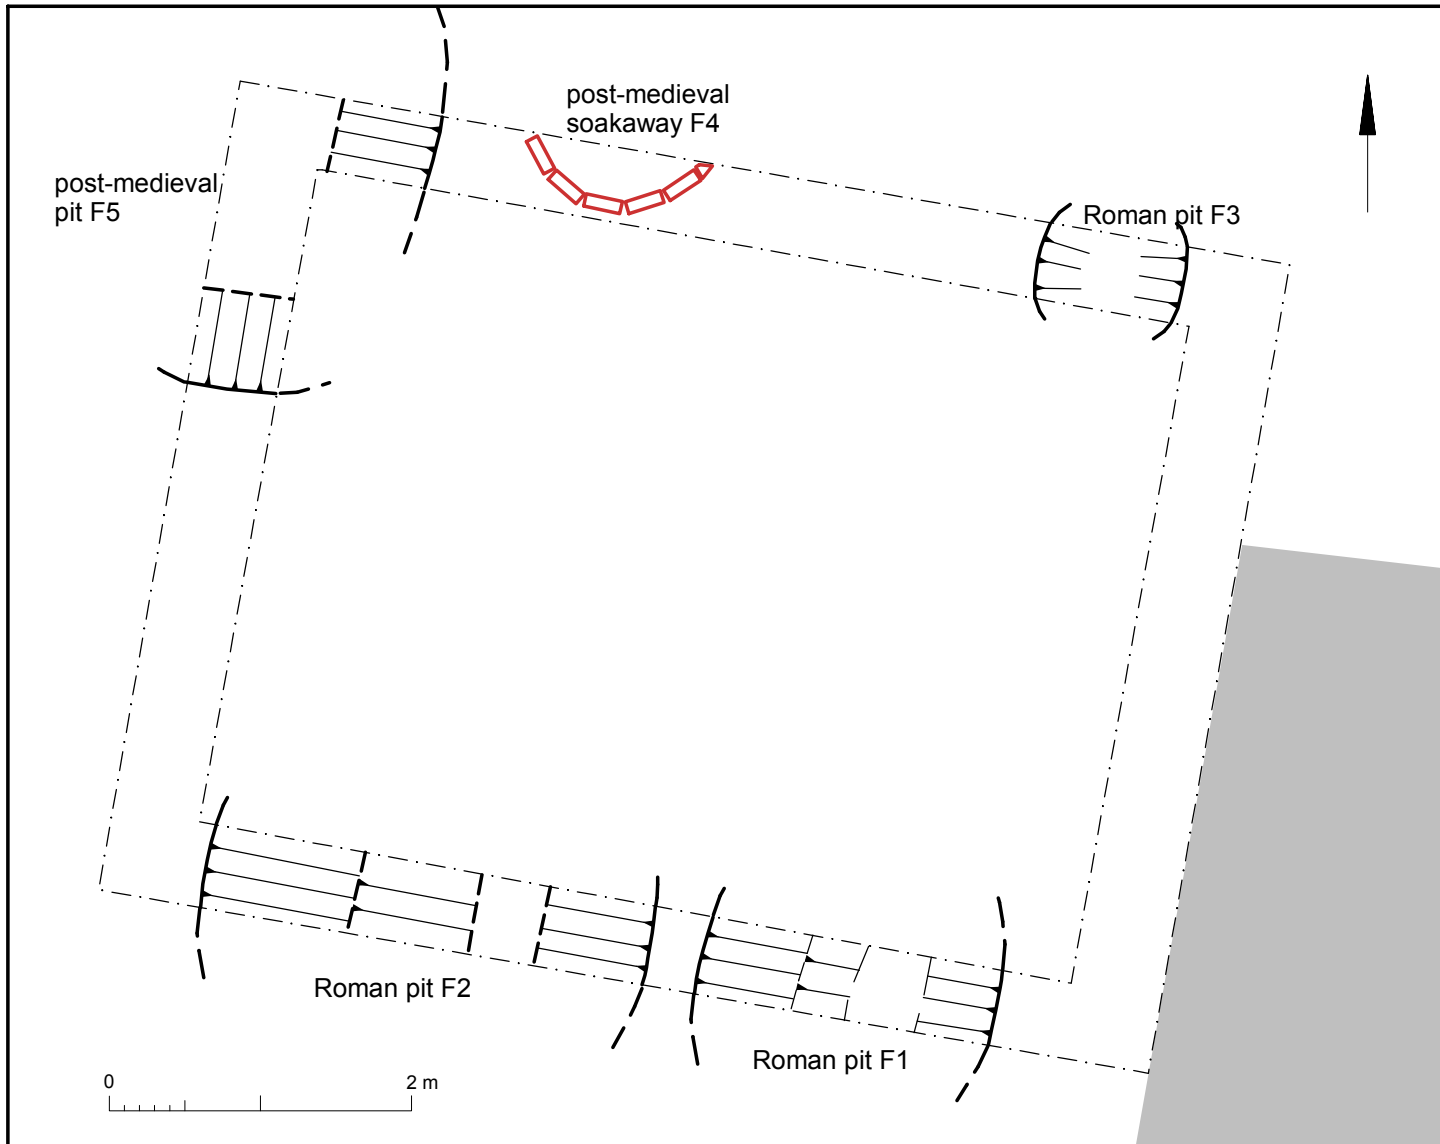 post-medieval
soakaway F4
post-medieval
pit F5
Roman pit F3
Roman pit F2
Roman pit F1
0
2 m